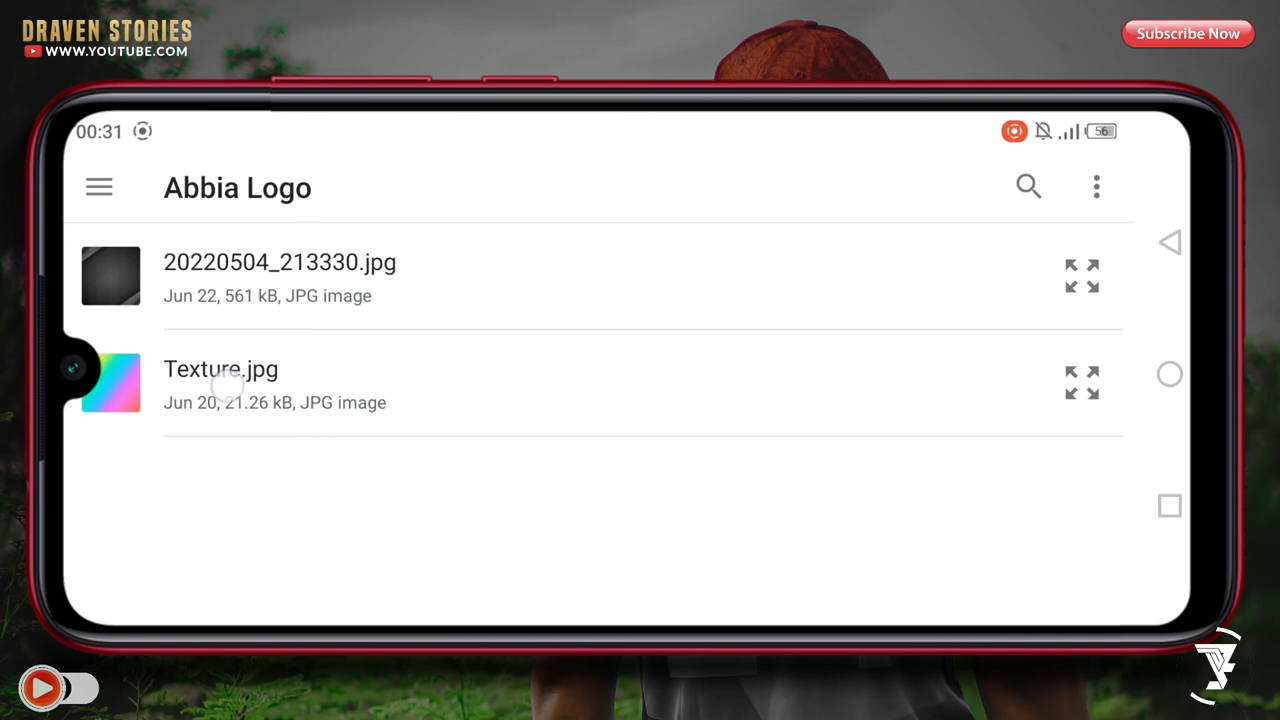 DRAVEN STORIES
WWW.YOUTUBE.COM
Subscribe Now
00:31
56
Abbia Logo
20220504_213330.jpg
Jun 22, 561 kB, JPG image
Texture.jpg
Jun 20, 21.26 kB, JPG image